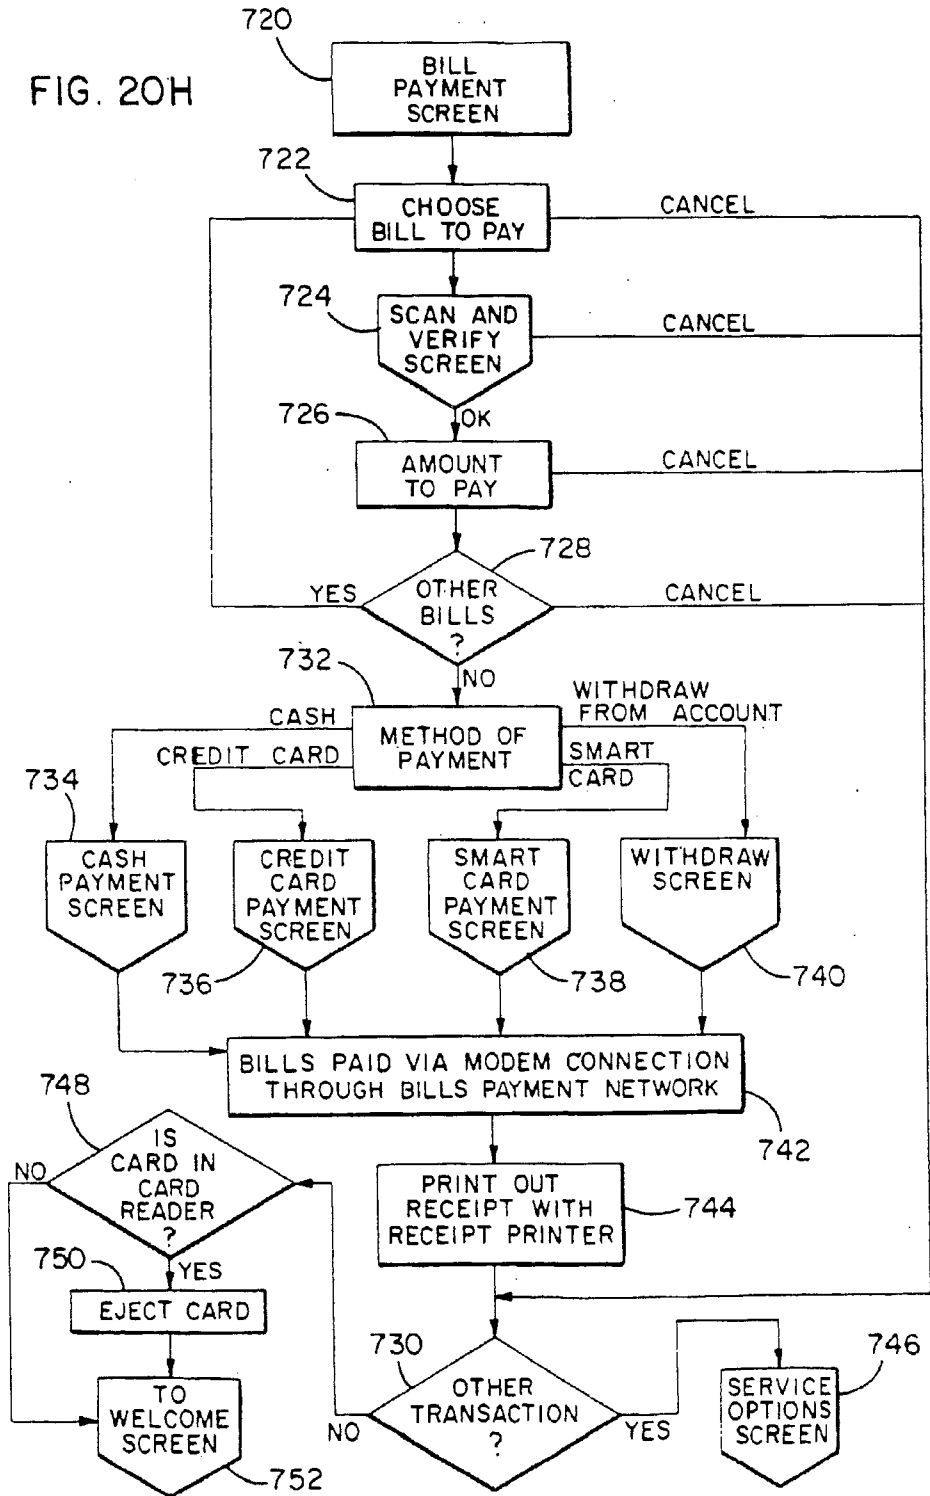 FIG. 20H
720
BILL
PAYMENT
SCREEN
722
CHOOSE
BILL TO PAY
CANCEL
724
SCAN AND
VERIFY
SCREEN
CANCEL
OK
726
AMOUNT
TO PAY
CANCEL
728
OTHER
BILLS
?
YES
CANCEL
NO
732
METHOD OF
PAYMENT
CASH
CREDIT CARD
WITHDRAW
FROM ACCOUNT
SMART
CARD
734
CASH
PAYMENT
SCREEN
CREDIT
CARD
PAYMENT
SCREEN
736
SMART
CARD
PAYMENT
SCREEN
738
WITHDRAW
SCREEN
740
BILLS PAID VIA MODEM CONNECTION
THROUGH BILLS PAYMENT NETWORK
742
PRINT OUT
RECEIPT WITH
RECEIPT PRINTER
744
748
IS
CARD IN
CARD
READER
?
NO
YES
750
EJECT CARD
TO
WELCOME
SCREEN
752
730
OTHER
TRANSACTION
?
NO
YES
746
SERVICE
OPTIONS
SCREEN